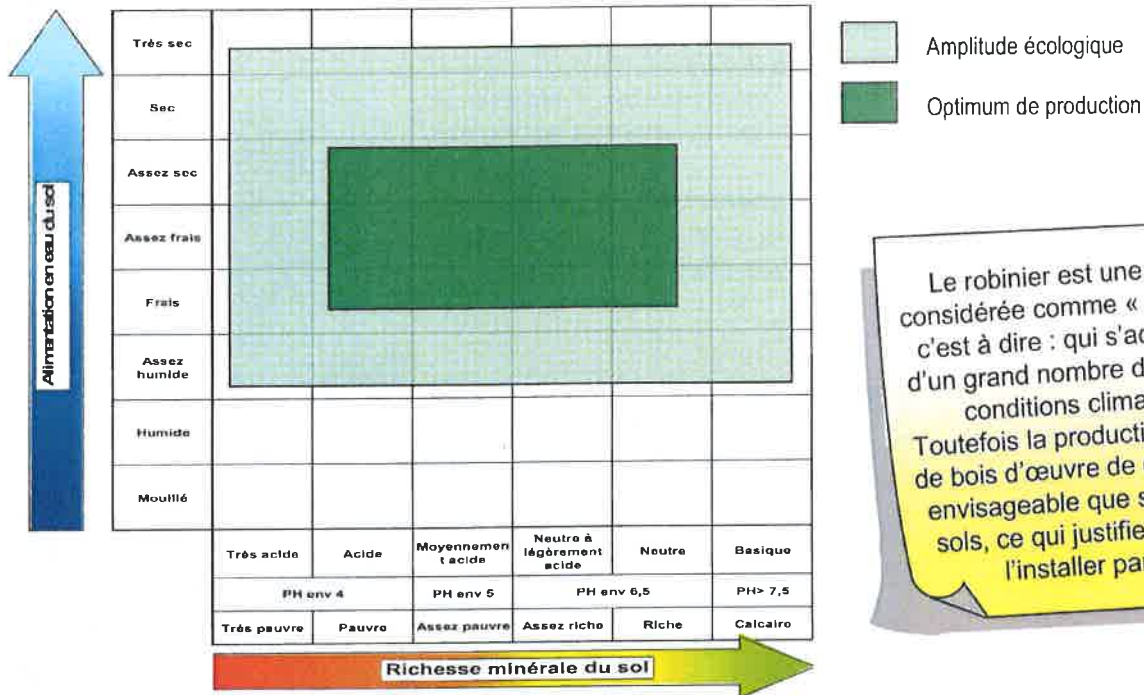 Alimentation en eau du sol
Très sec
Sec
Assez sec
Assez frais
Frais
Assez
humide
Humide
Mouillé
Très acide
Acide
Moyennemen
t acide
Neutre à
légèrement
acide
Neutre
Basique
PH env 4
PH env 5
PH env 6,5
PH> 7,5
Très pauvre
Pauvre
Assez pauvre
Assez riche
Riche
Calcaire
Richesse minérale du sol
Amplitude écologique
Optimum de production
Le robinier est une
considérée comme «
c'est à dire : qui s'ac
d'un grand nombre d
conditions clima
Toutefois la producti
de bois d'œuvre de
envisageable que s
sols, ce qui justifie
l'installer pa